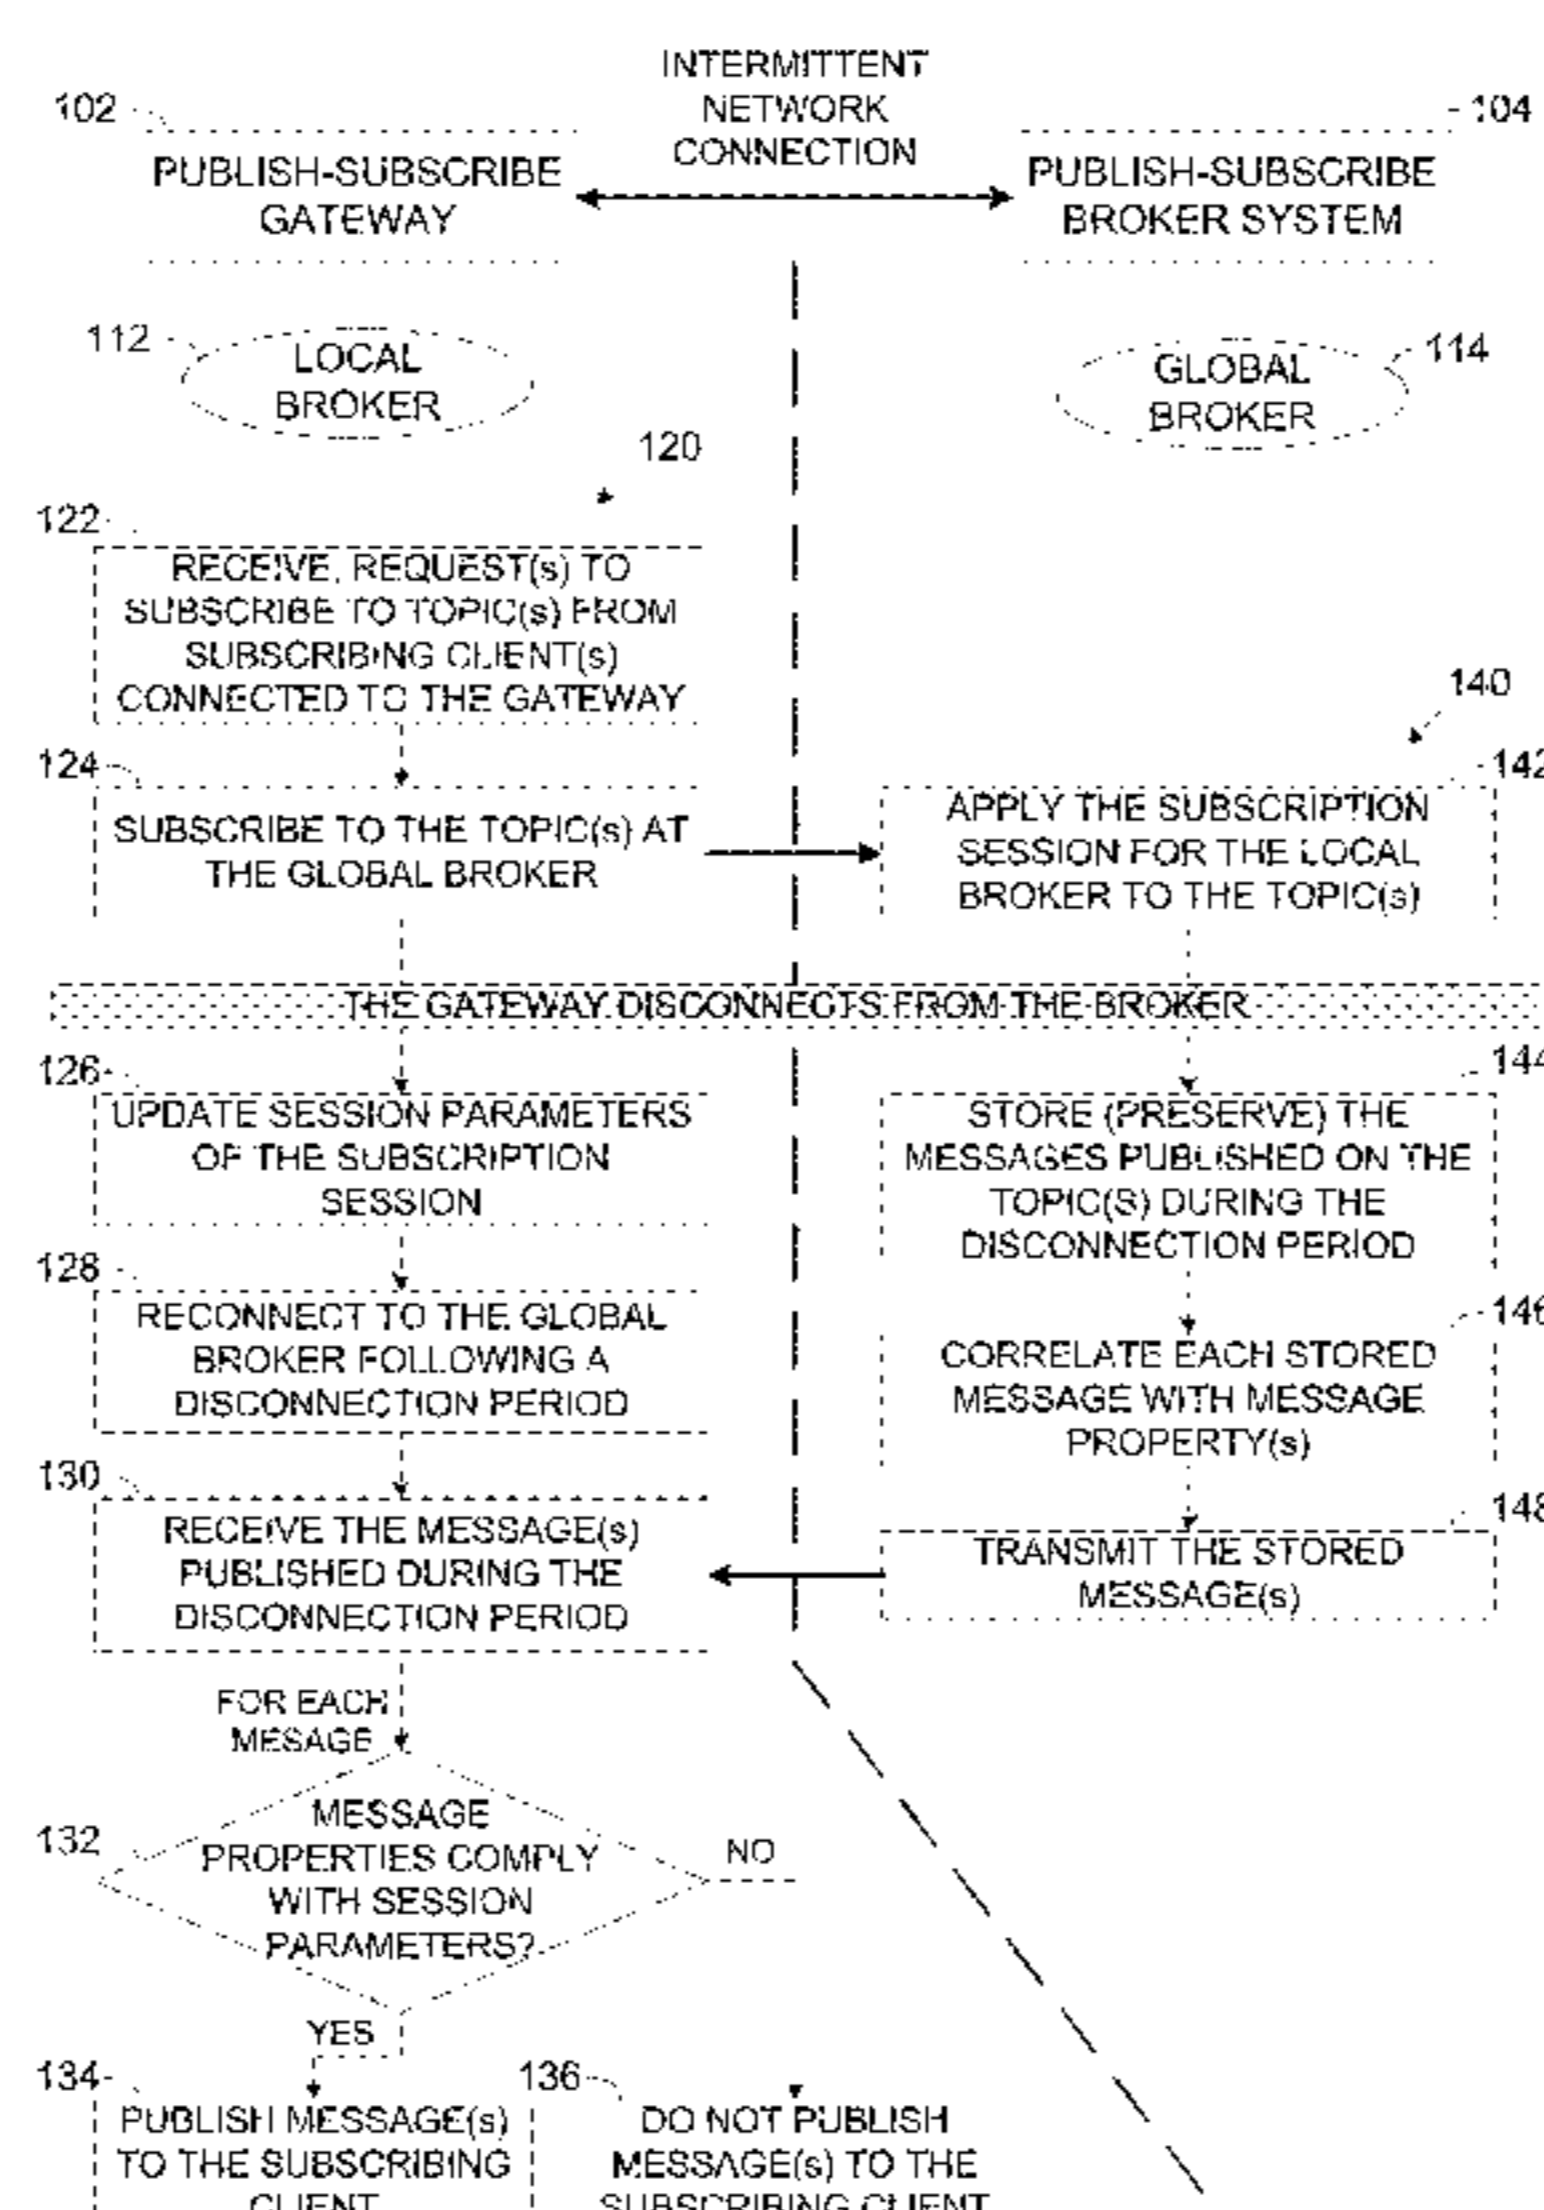 INTERMITTENT
NETWORK
CONNECTION
102
104
PUBLISH-SUBSCRIBE
GATEWAY
PUBLISH-SUBSCRIBE
BROKER SYSTEM
112
LOCAL
BROKER
114
GLOBAL
BROKER
120
122
RECEIVE, REQUEST(s) TO
SUBSCRIBE TO TOPIC(s) FROM
SUBSCRIBING CLIENT(s)
CONNECTED TO THE GATEWAY
140
124
SUBSCRIBE TO THE TOPIC(s) AT
THE GLOBAL BROKER
142
APPLY THE SUBSCRIPTION
SESSION FOR THE LOCAL
BROKER TO THE TOPIC(s)
THE GATEWAY DISCONNECTS FROM THE BROKER
126
UPDATE SESSION PARAMETERS
OF THE SUBSCRIPTION
SESSION
144
STORE (PRESERVE) THE
MESSAGES PUBLISHED ON THE
TOPIC(S) DURING THE
DISCONNECTION PERIOD
128
RECONNECT TO THE GLOBAL
BROKER FOLLOWING A
DISCONNECTION PERIOD
146
CORRELATE EACH STORED
MESSAGE WITH MESSAGE
PROPERTY(s)
130
RECEIVE THE MESSAGE(s)
PUBLISHED DURING THE
DISCONNECTION PERIOD
148
TRANSMIT THE STORED
MESSAGE(s)
FOR EACH
MESAGE
132
MESSAGE
PROPERTIES COMPLY
WITH SESSION
PARAMETERS?
NO
YES
134
PUBLISH MESSAGE(s)
TO THE SUBSCRIBING
CLIENT
136
DO NOT PUBLISH
MESSAGE(s) TO THE
SUBSCRIBING CLIENT